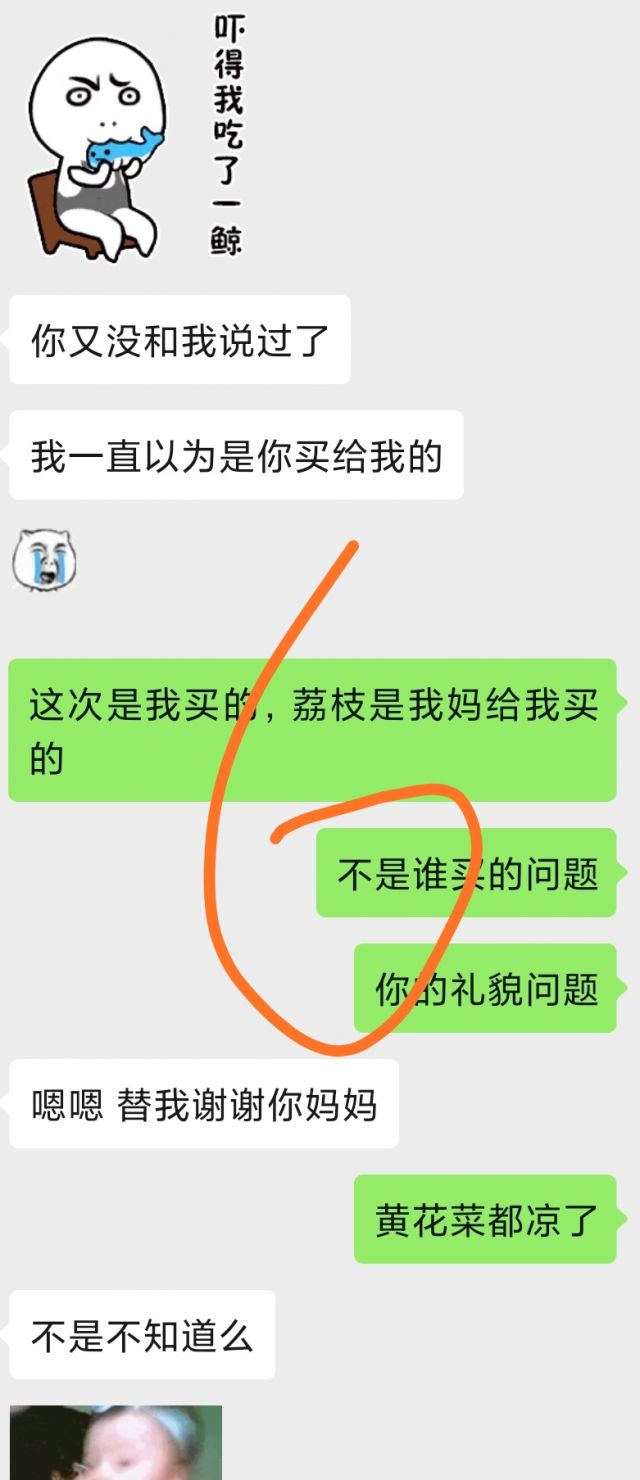 吓得我吃了一鲸
你又没和我说过了
我一直以为是你买给我的
这次是我买的，荔枝是我妈给我买
的
不是谁买的问题
你的礼貌问题
嗯嗯 替我谢谢你妈妈
黄花菜都凉了
不是不知道么